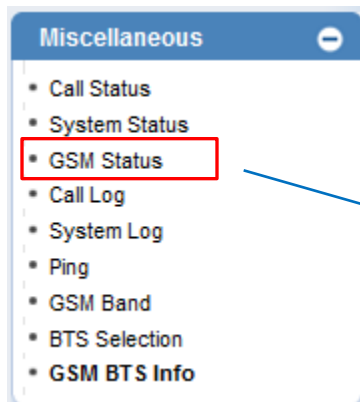 Miscellaneous
Call Status
System Status
GSM Status
Call Log
System Log
Ping
GSM Band
BTS Selection
GSM BTS Info